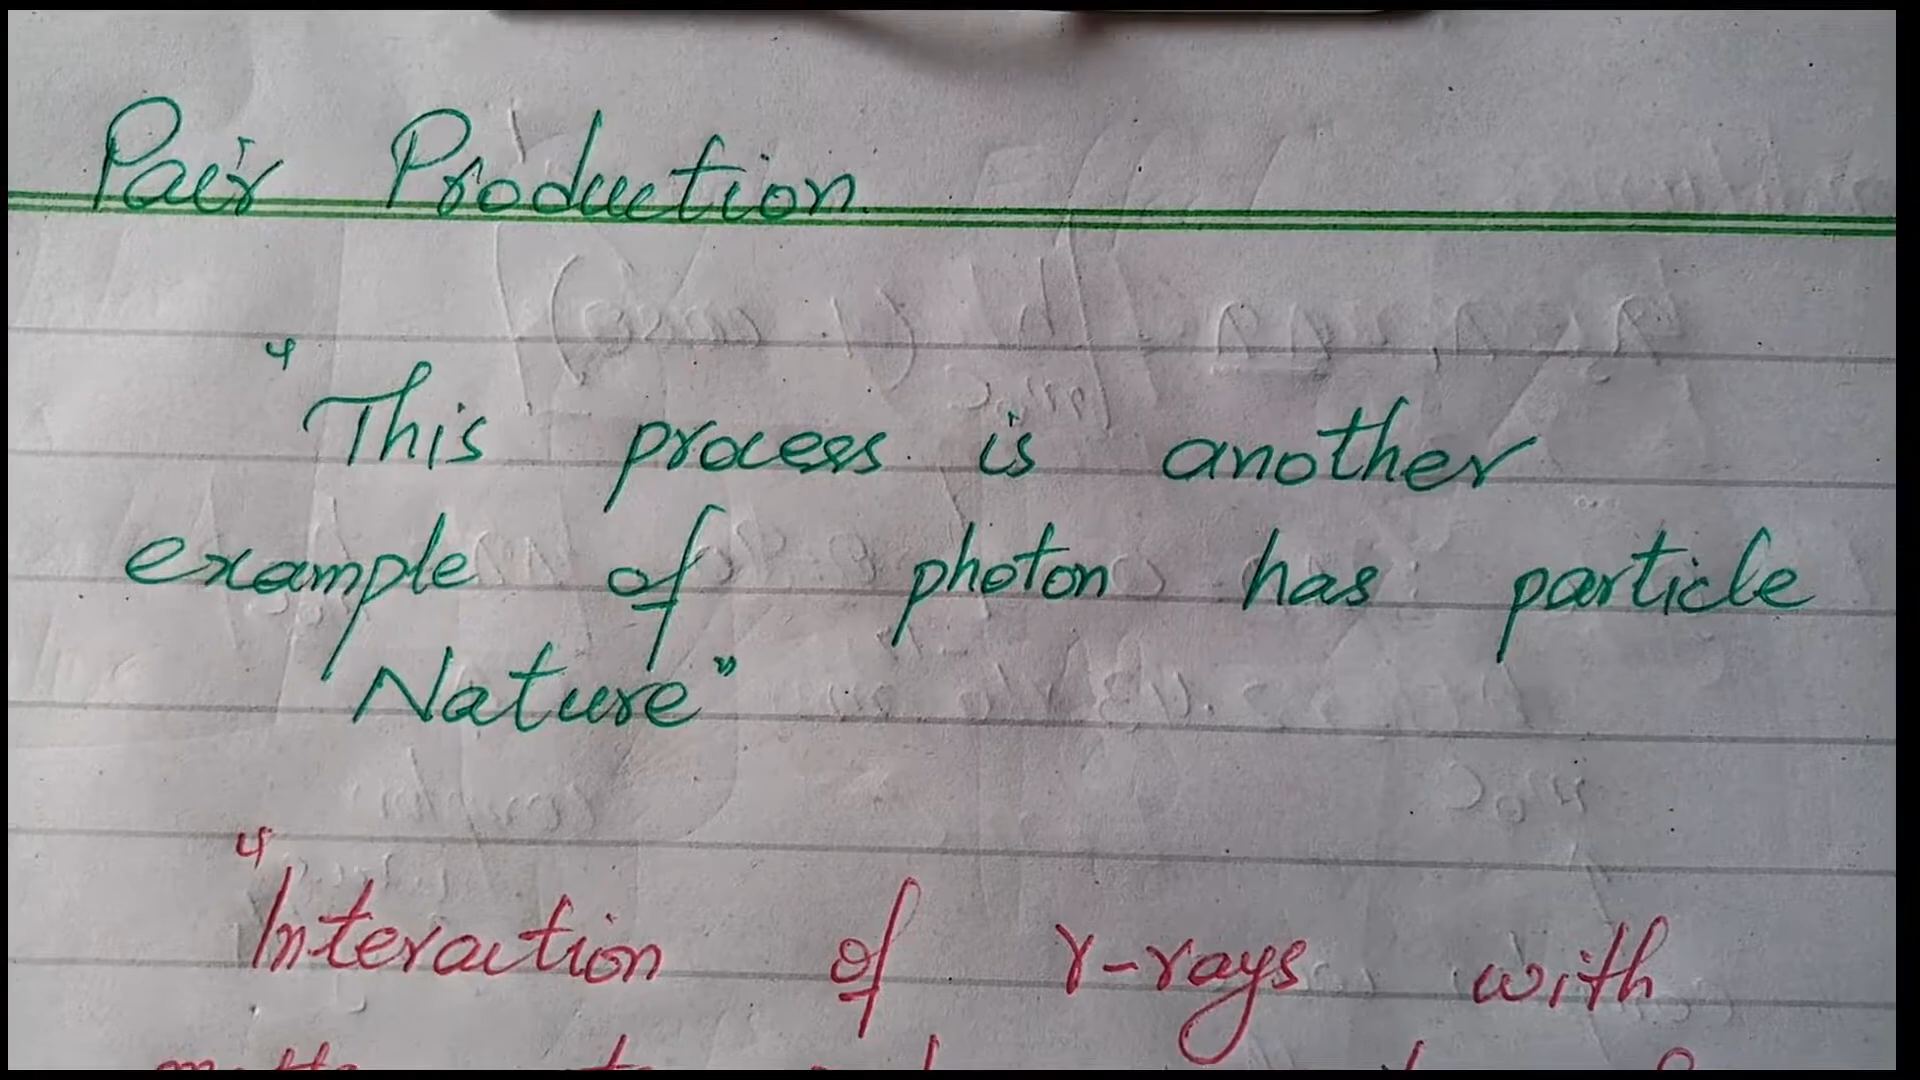 Pair Production
"This process is another
example of photon has particle
Nature"
"Interaction of γ-rays with